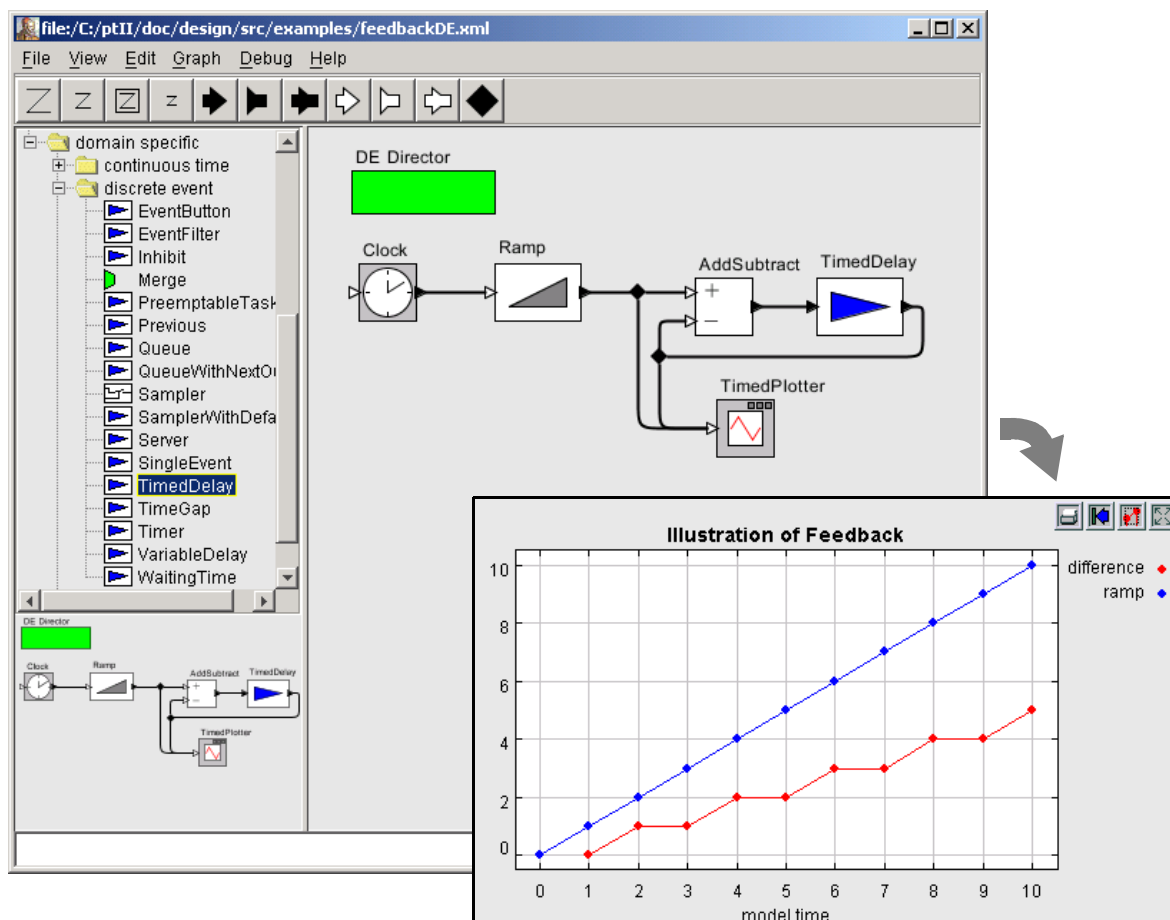 file:/C:/ptII/doc/design/src/examples/feedbackDE.xml
File View Edit Graph Debug Help
domain specific
continuous time
discrete event
EventButton
EventFilter
Inhibit
Merge
PreemptableTask
Previous
Queue
QueueWithNextOu
Sampler
SamplerWithDefa
Server
SingleEvent
TimedDelay
TimeGap
Timer
VariableDelay
WaitingTime
DE Director
Clock
Ramp
AddSubtract
TimedDelay
+
−
TimedPlotter
DE Director
Clock
Ramp
AddSubtract
TimedDelay
+
−
TimedPlotter
Illustration of Feedback
difference
ramp
10
8
6
4
2
0
0 1 2 3 4 5 6 7 8 9 10
model time